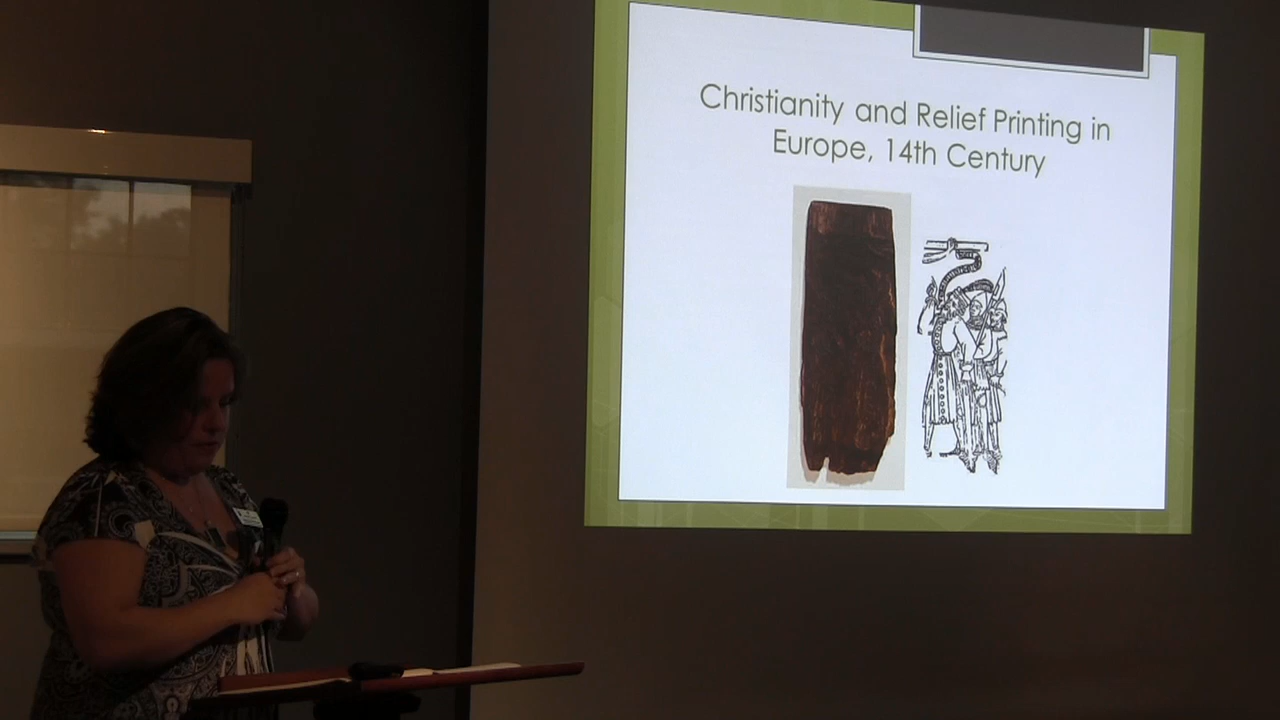 Christianity and Relief Printing in
Europe, 14th Century